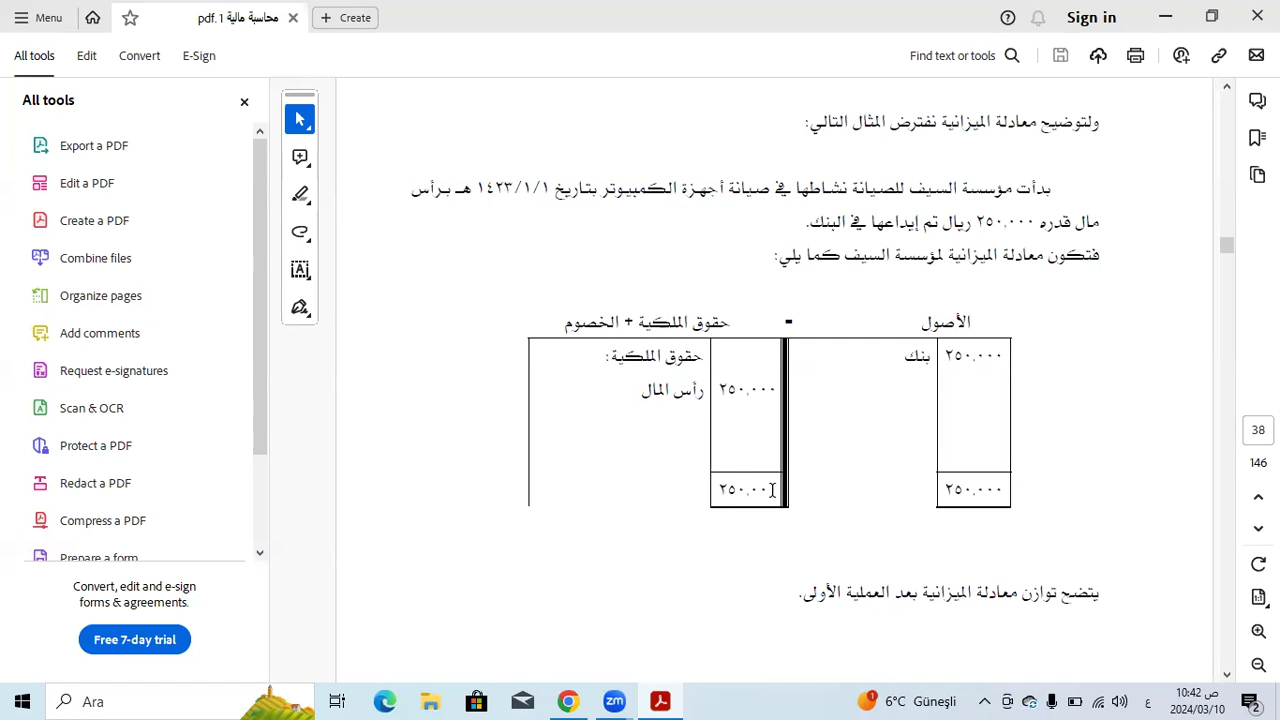 Menu
محاسبة مالية 1.pdf
Create
Sign in
All tools
Edit
Convert
E-Sign
Find text or tools
All tools
Export a PDF
Edit a PDF
Create a PDF
Combine files
Organize pages
Add comments
Request e-signatures
Scan & OCR
Protect a PDF
Redact a PDF
Compress a PDF
Prepare a form
Convert, edit and e-sign
forms & agreements.
Free 7-day trial
ولتوضيح معادلة الميزانية نفترض المثال التالي:
بدأت مؤسسة السيف للصيانة نشاطها في صيانة أجهزة الكمبيوتر بتاريخ ١٤٢٣/١/١ هـ برأس
مال قدره ٢٥٠,٠٠٠ ريال تم إيداعها في البنك.
فتكون معادلة الميزانية لمؤسسة السيف كما يلي:
الأصول = حقوق الملكية + الخصوم
٢٥٠,٠٠٠ بنك حقوق الملكية:
٢٥٠,٠٠٠ رأس المال
٢٥٠,٠٠٠ ٢٥٠,٠٠٠
يتضح توازن معادلة الميزانية بعد العملية الأولى.
38
146
Ara
1
6°C Güneşli
10:42 ص
2024/03/10
2